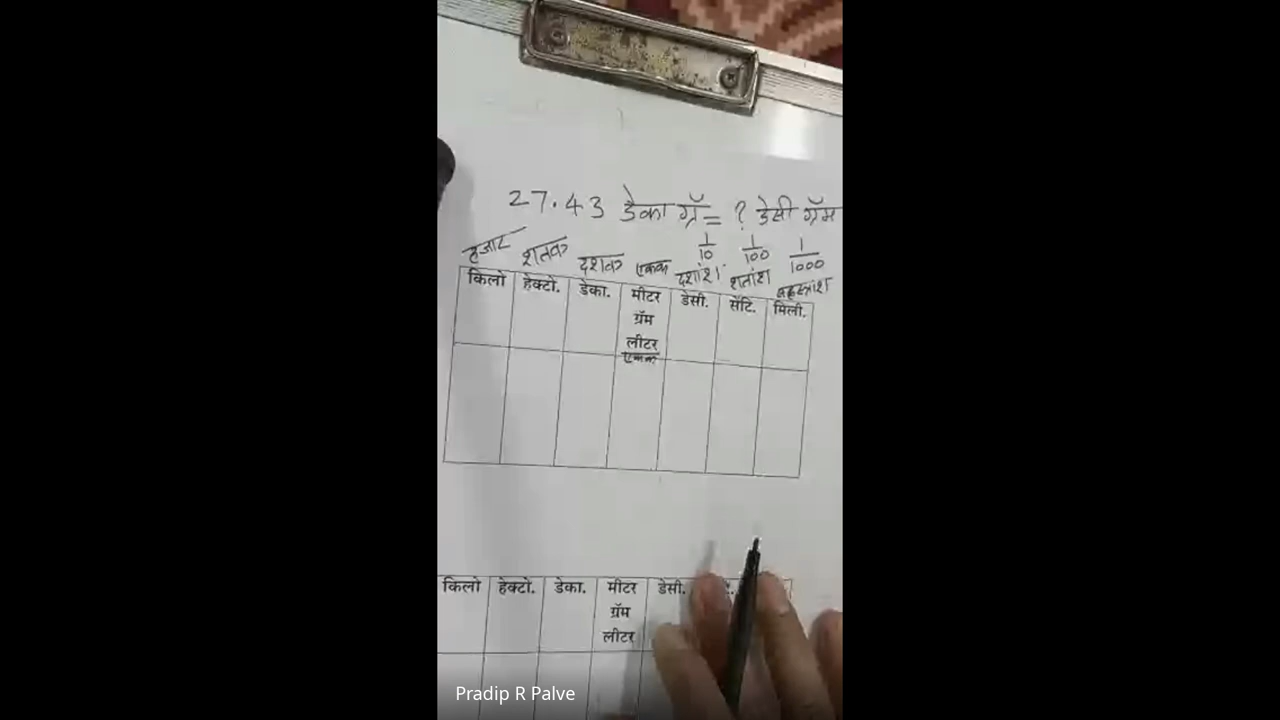 27.43 डेका ग्रॅ = ? डेसी ग्रॅम
हजार शतक दशक एकक 1/10 1/100 1/1000
दशांश शतांश
किलो हेक्टो. डेका. मीटर डेसी. सेंटि. मिली.
ग्रॅम
लीटर
एकक
किलो हेक्टो. डेका. मीटर डेसी.
ग्रॅम
लीटर
Pradip R Palve